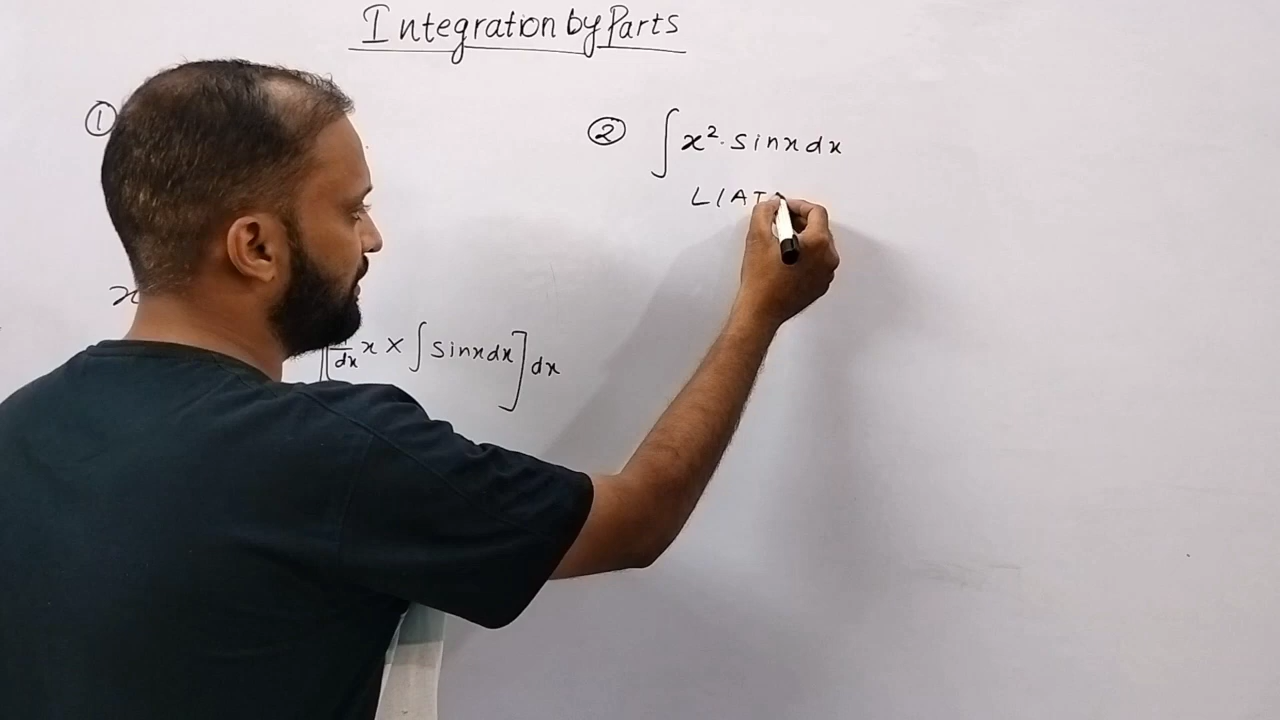 Integration by Parts
①
x
dx x × ∫ sinx dx] dx
② ∫ x². sinx dx
LIAT